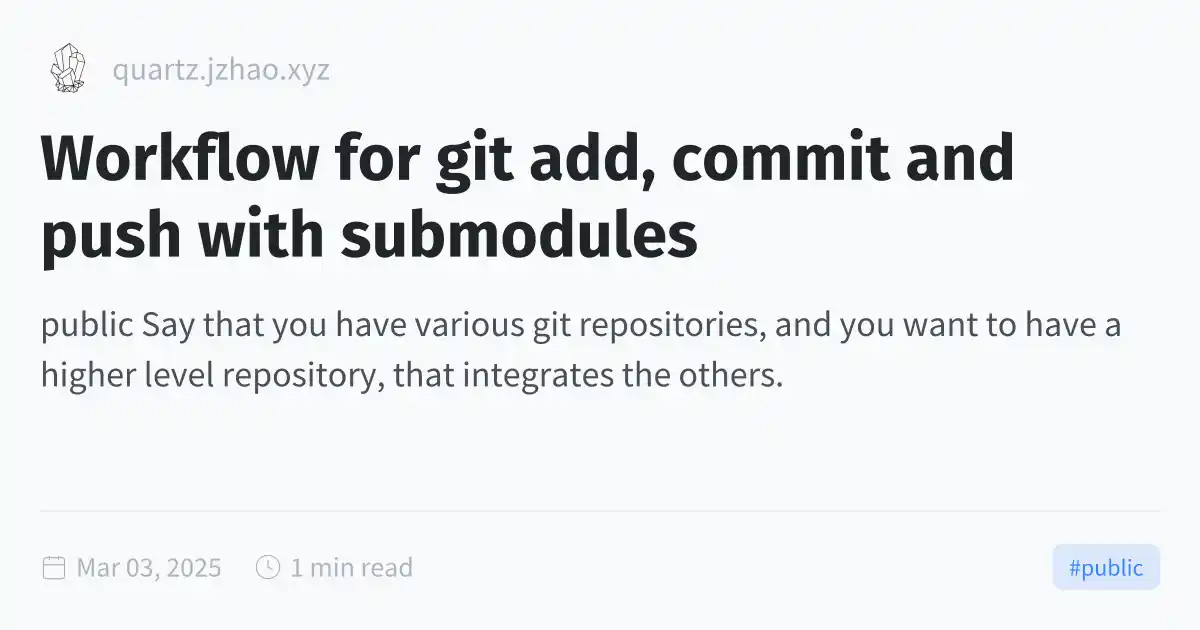 quartz.jzhao.xyz
Workflow for git add, commit and
push with submodules
public Say that you have various git repositories, and you want to have a
higher level repository, that integrates the others.
Mar 03, 2025 1 min read #public